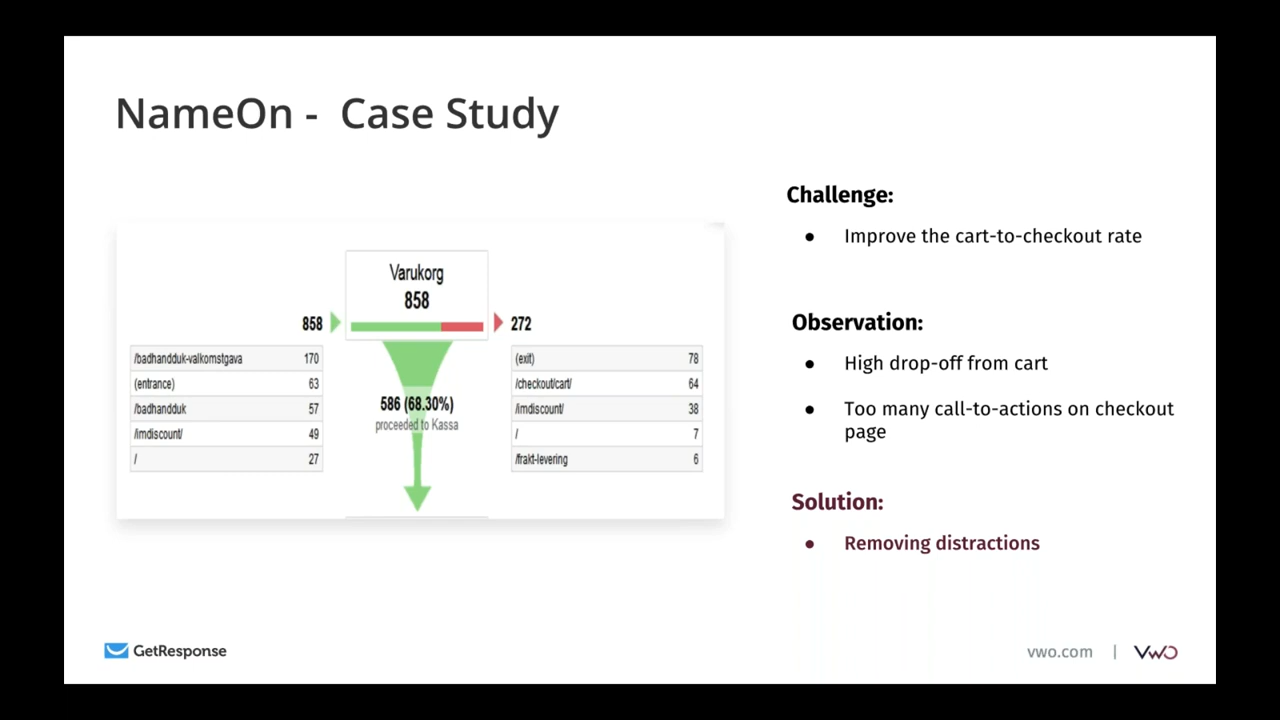 NameOn - Case Study
Varukorg
858
858
272
/badhandduk-valkomstgava 170
(entrance) 63
/badhandduk 57
/imdiscount/ 49
/ 27
586 (68.30%)
proceeded to Kassa
(exit) 78
/checkout/cart/ 64
/imdiscount/ 38
/ 7
/frakt-levering 6
Challenge:
● Improve the cart-to-checkout rate
Observation:
● High drop-off from cart
● Too many call-to-actions on checkout
page
Solution:
● Removing distractions
GetResponse
vwo.com | VWO